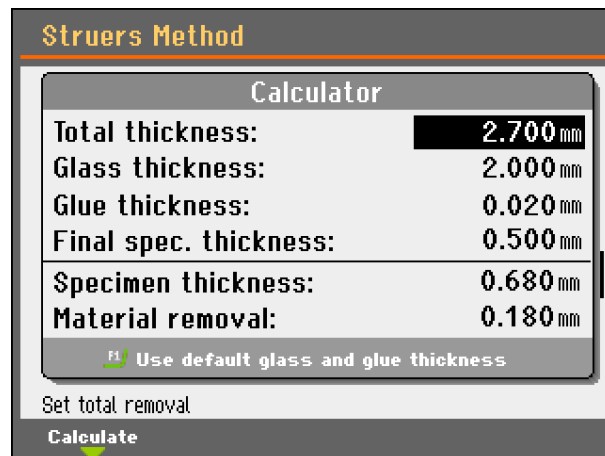 Struers Method
Calculator
Total thickness: 2.700 mm
Glass thickness: 2.000 mm
Glue thickness: 0.020 mm
Final spec. thickness: 0.500 mm
Specimen thickness: 0.680 mm
Material removal: 0.180 mm
F1 Use default glass and glue thickness
Set total removal
Calculate